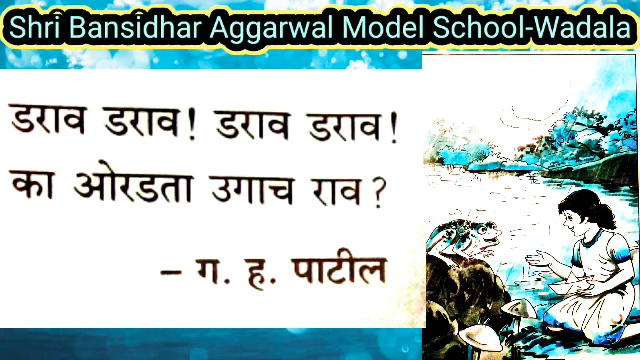 Shri Bansidhar Aggarwal Model School-Wadala
डराव डराव! डराव डराव!
का ओरडता उगाच राव?
– ग. ह. पाटील